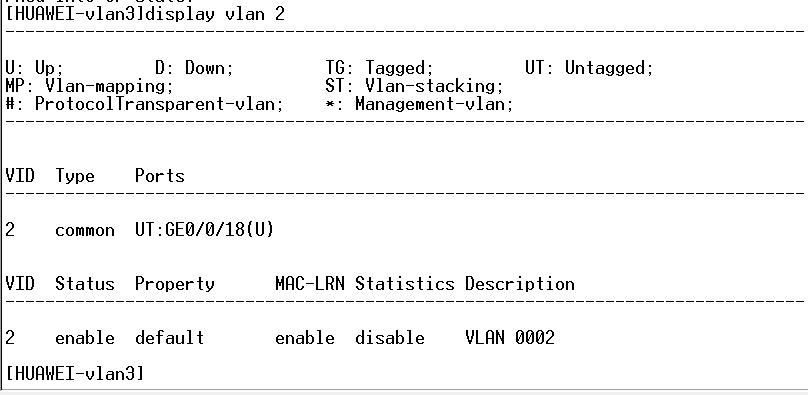 [HUAWEI-vlan3]display vlan 2
--------------------------------------------------------------------------------
U: Up;         D: Down;         TG: Tagged;         UT: Untagged;
MP: Vlan-mapping;               ST: Vlan-stacking;
#: ProtocolTransparent-vlan;    *: Management-vlan;
--------------------------------------------------------------------------------
VID  Type    Ports
--------------------------------------------------------------------------------
2    common  UT:GE0/0/18(U)
VID  Status  Property      MAC-LRN Statistics Description
--------------------------------------------------------------------------------
2    enable  default       enable  disable    VLAN 0002
[HUAWEI-vlan3]